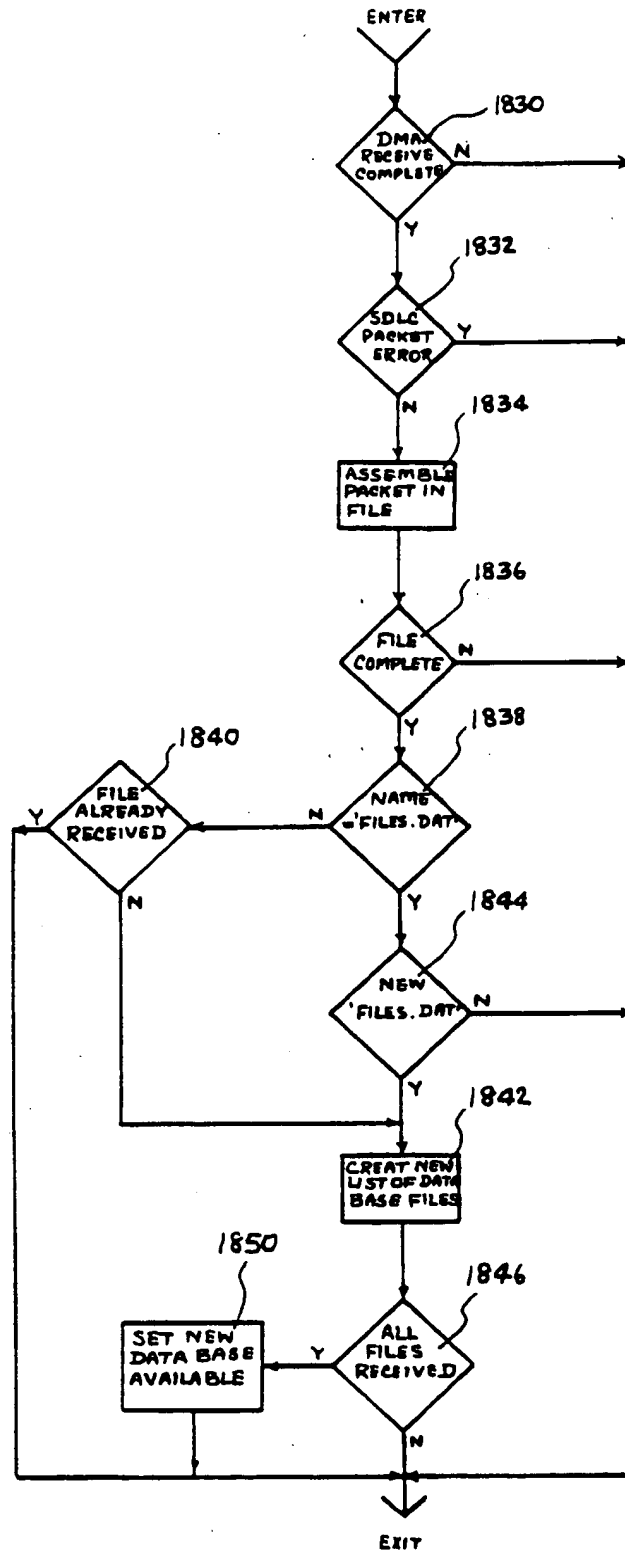 ENTER
1830
DMA
RECEIVE
COMPLETE
N
Y
1832
SDLC
PACKET
ERROR
Y
N
1834
ASSEMBLE
PACKET IN
FILE
1836
FILE
COMPLETE
N
Y
1838
NAME
='FILES.DAT'
N
Y
1840
FILE
ALREADY
RECEIVED
Y
N
1844
NEW
'FILES.DAT'
N
Y
1842
CREAT NEW
LIST OF DATA
BASE FILES
1846
ALL
FILES
RECEIVED
Y
N
1850
SET NEW
DATA BASE
AVAILABLE
EXIT